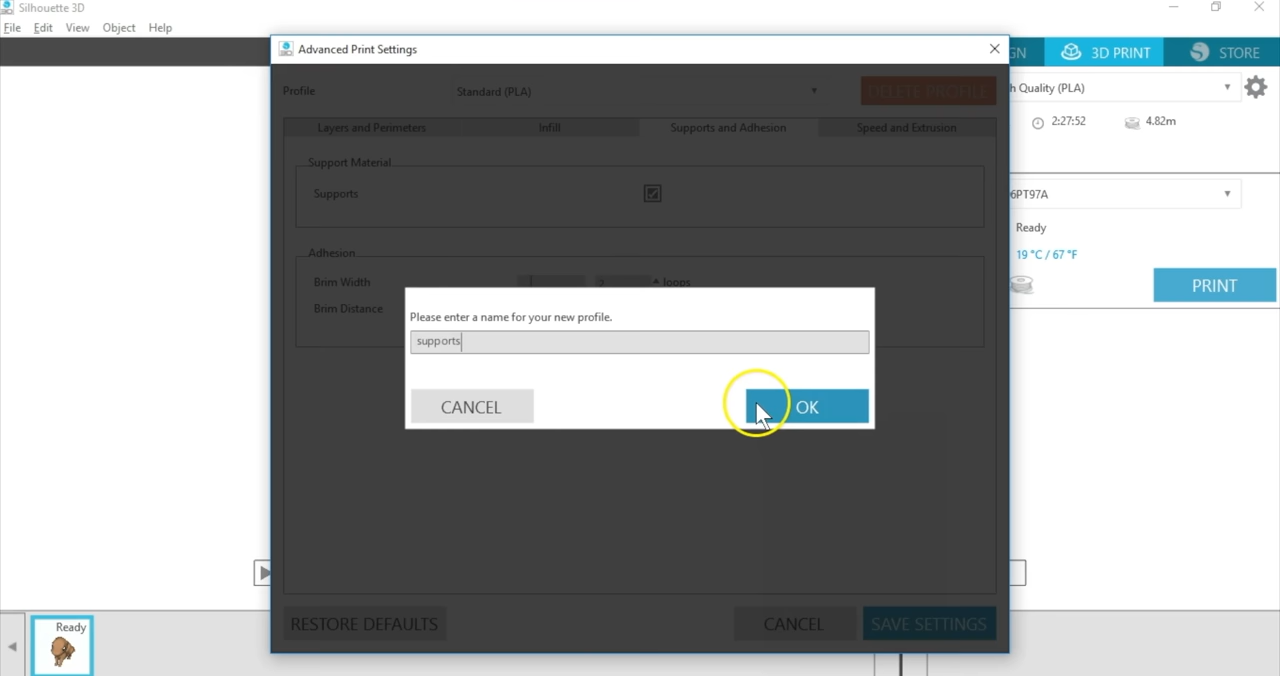 Silhouette 3D
File Edit View Object Help
Advanced Print Settings
GN 3D PRINT STORE
Profile Standard (PLA) DELETE PROFILE
h Quality (PLA)
2:27:52 4.82m
Layers and Perimeters Infill Supports and Adhesion Speed and Extrusion
Support Material
Supports
6PT97A
Ready
19 °C / 67 °F
PRINT
Adhesion
Brim Width 2 loops
Brim Distance
Please enter a name for your new profile.
supports
CANCEL OK
RESTORE DEFAULTS CANCEL SAVE SETTINGS
Ready